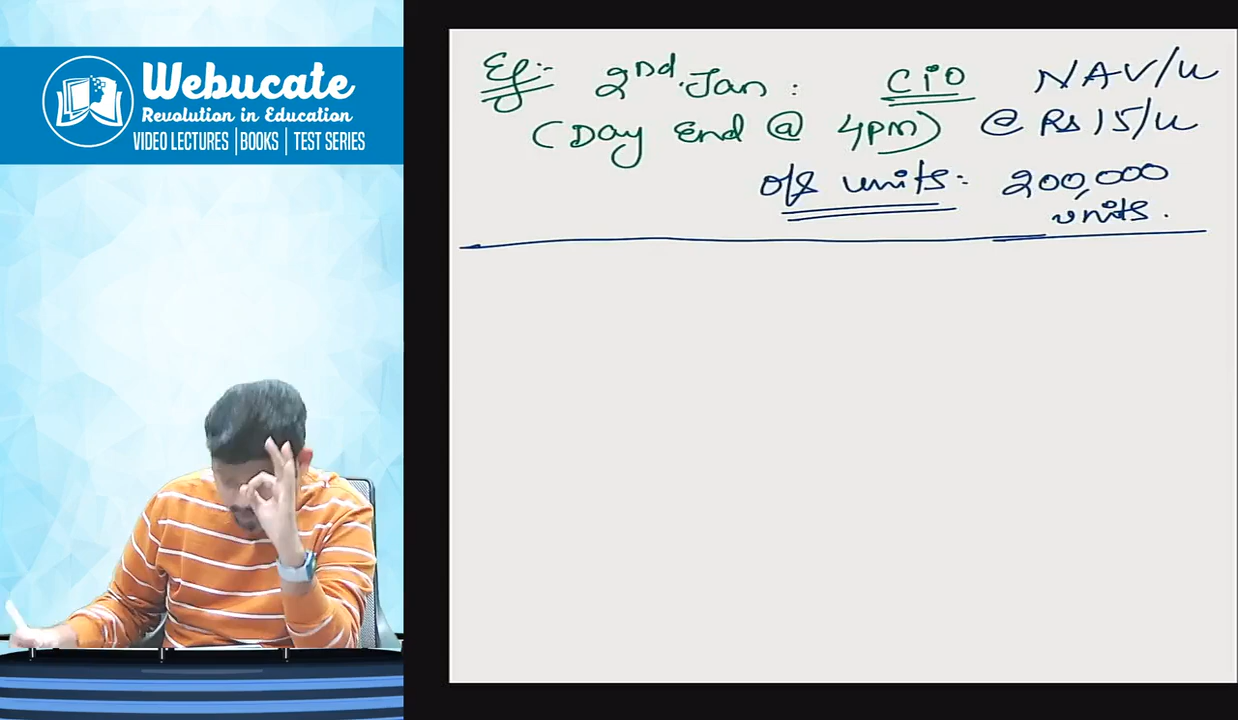 Webucate
Revolution in Education
VIDEO LECTURES | BOOKS | TEST SERIES
Eg:- 2nd Jan : CIO NAV/u
(Day End @ 4pm) @ Rs 15/u
o/s units: 200,000
units.